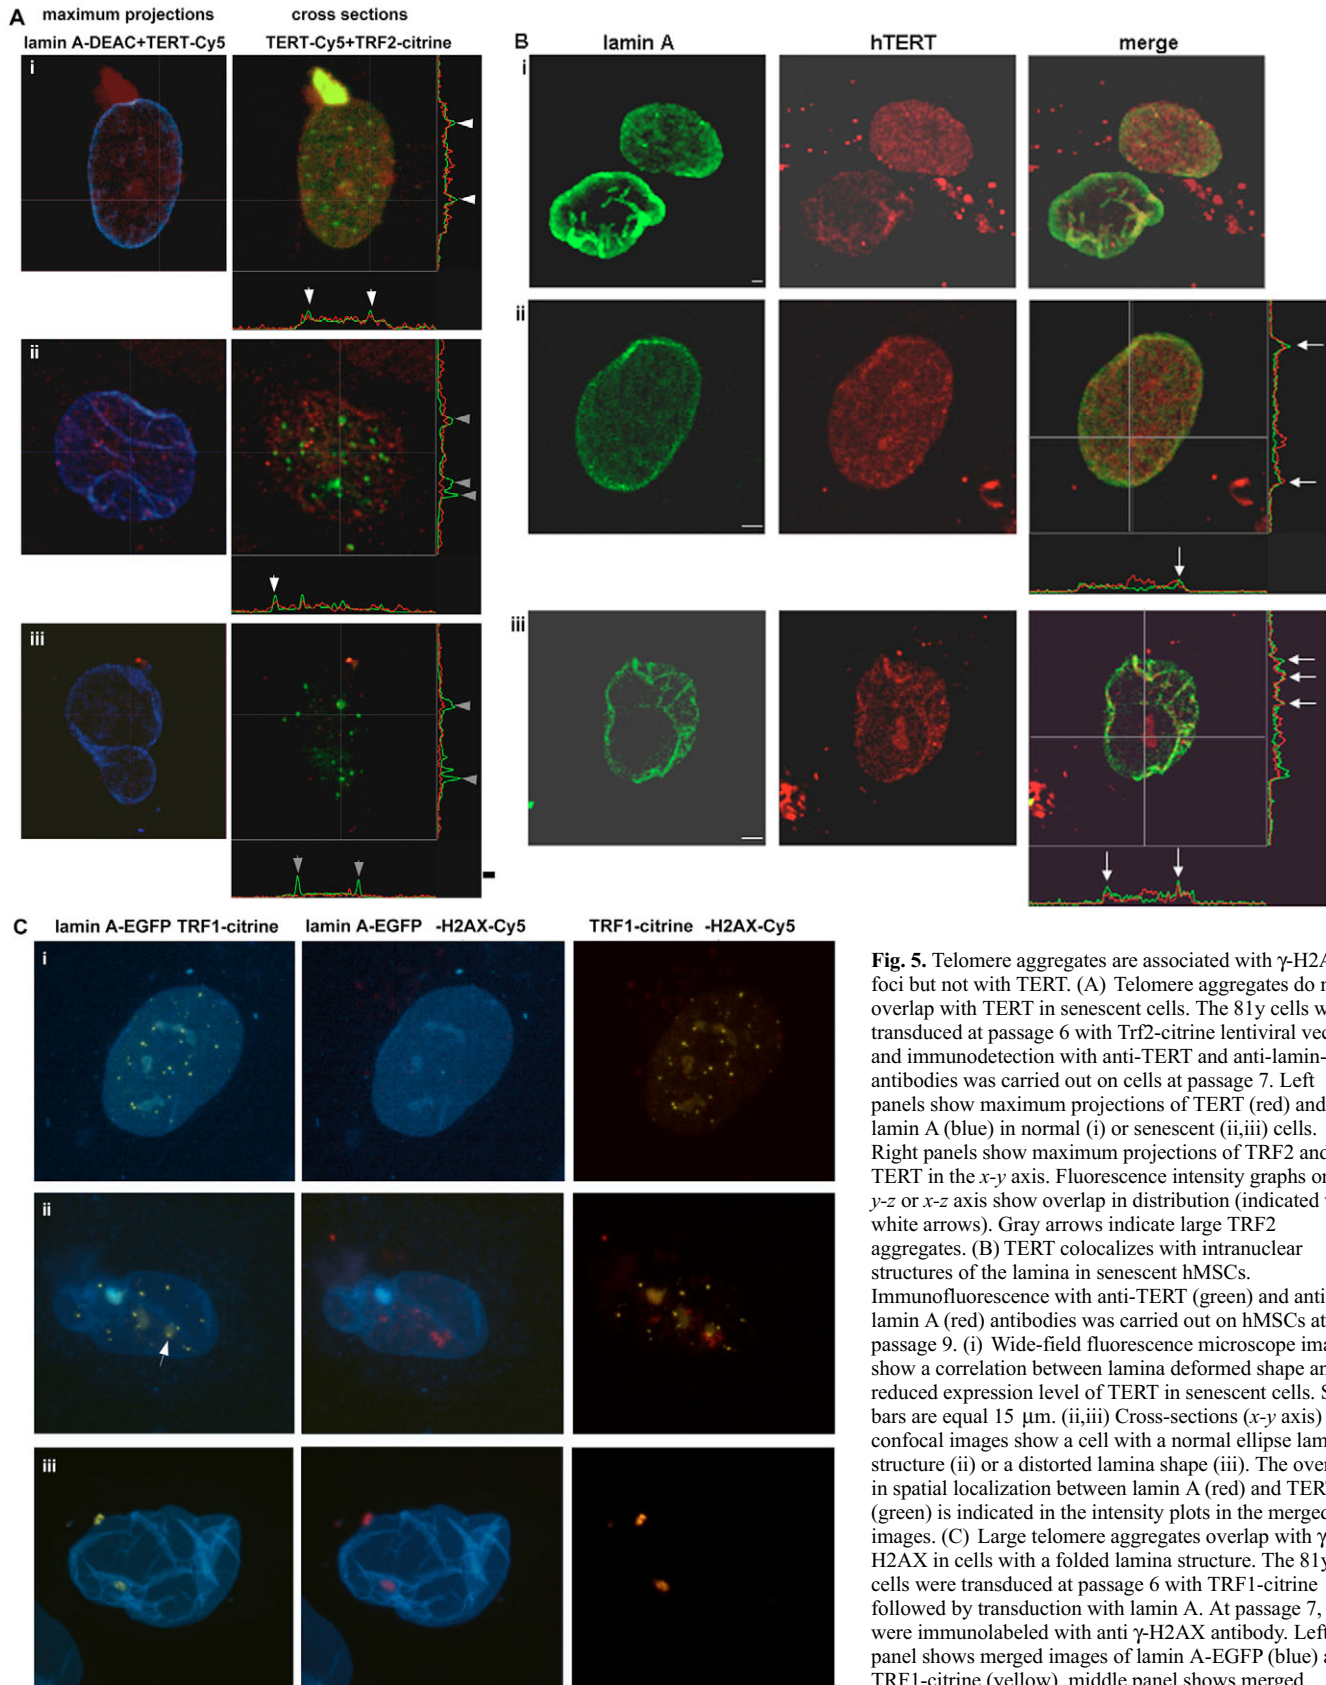 A
maximum projections
cross sections
lamin A-DEAC+TERT-Cy5
TERT-Cy5+TRF2-citrine
i
ii
iii
B
lamin A
hTERT
merge
i
ii
iii
C
lamin A-EGFP TRF1-citrine
lamin A-EGFP -H2AX-Cy5
TRF1-citrine -H2AX-Cy5
i
ii
iii
Fig. 5. Telomere aggregates are associated with γ-H2A
foci but not with TERT. (A) Telomere aggregates do
overlap with TERT in senescent cells. The 81y cells
transduced at passage 6 with Trf2-citrine lentiviral
and immunodetection with anti-TERT and anti-lamin-
antibodies was carried out on cells at passage 7. Left
panels show maximum projections of TERT (red) and
lamin A (blue) in normal (i) or senescent (ii,iii) cells.
Right panels show maximum projections of TRF2 and
TERT in the x-y axis. Fluorescence intensity graphs
y-z or x-z axis show overlap in distribution (indicated
white arrows). Gray arrows indicate large TRF2
aggregates. (B) TERT colocalizes with intranuclear
structures of the lamina in senescent hMSCs.
Immunofluorescence with anti-TERT (green) and anti
lamin A (red) antibodies was carried out on hMSCs at
passage 9. (i) Wide-field fluorescence microscope
show a correlation between lamina deformed shape
reduced expression level of TERT in senescent cells.
bars are equal 15 μm. (ii,iii) Cross-sections (x-y axis)
confocal images show a cell with a normal ellipse
structure (ii) or a distorted lamina shape (iii). The
in spatial localization between lamin A (red) and TERT
(green) is indicated in the intensity plots in the merged
images. (C) Large telomere aggregates overlap with
H2AX in cells with a folded lamina structure. The 81y
cells were transduced at passage 6 with TRF1-citrine
followed by transduction with lamin A. At passage 7,
were immunolabeled with anti γ-H2AX antibody. Left
panel shows merged images of lamin A-EGFP (blue)
TRF1-citrine (yellow), middle panel shows merged